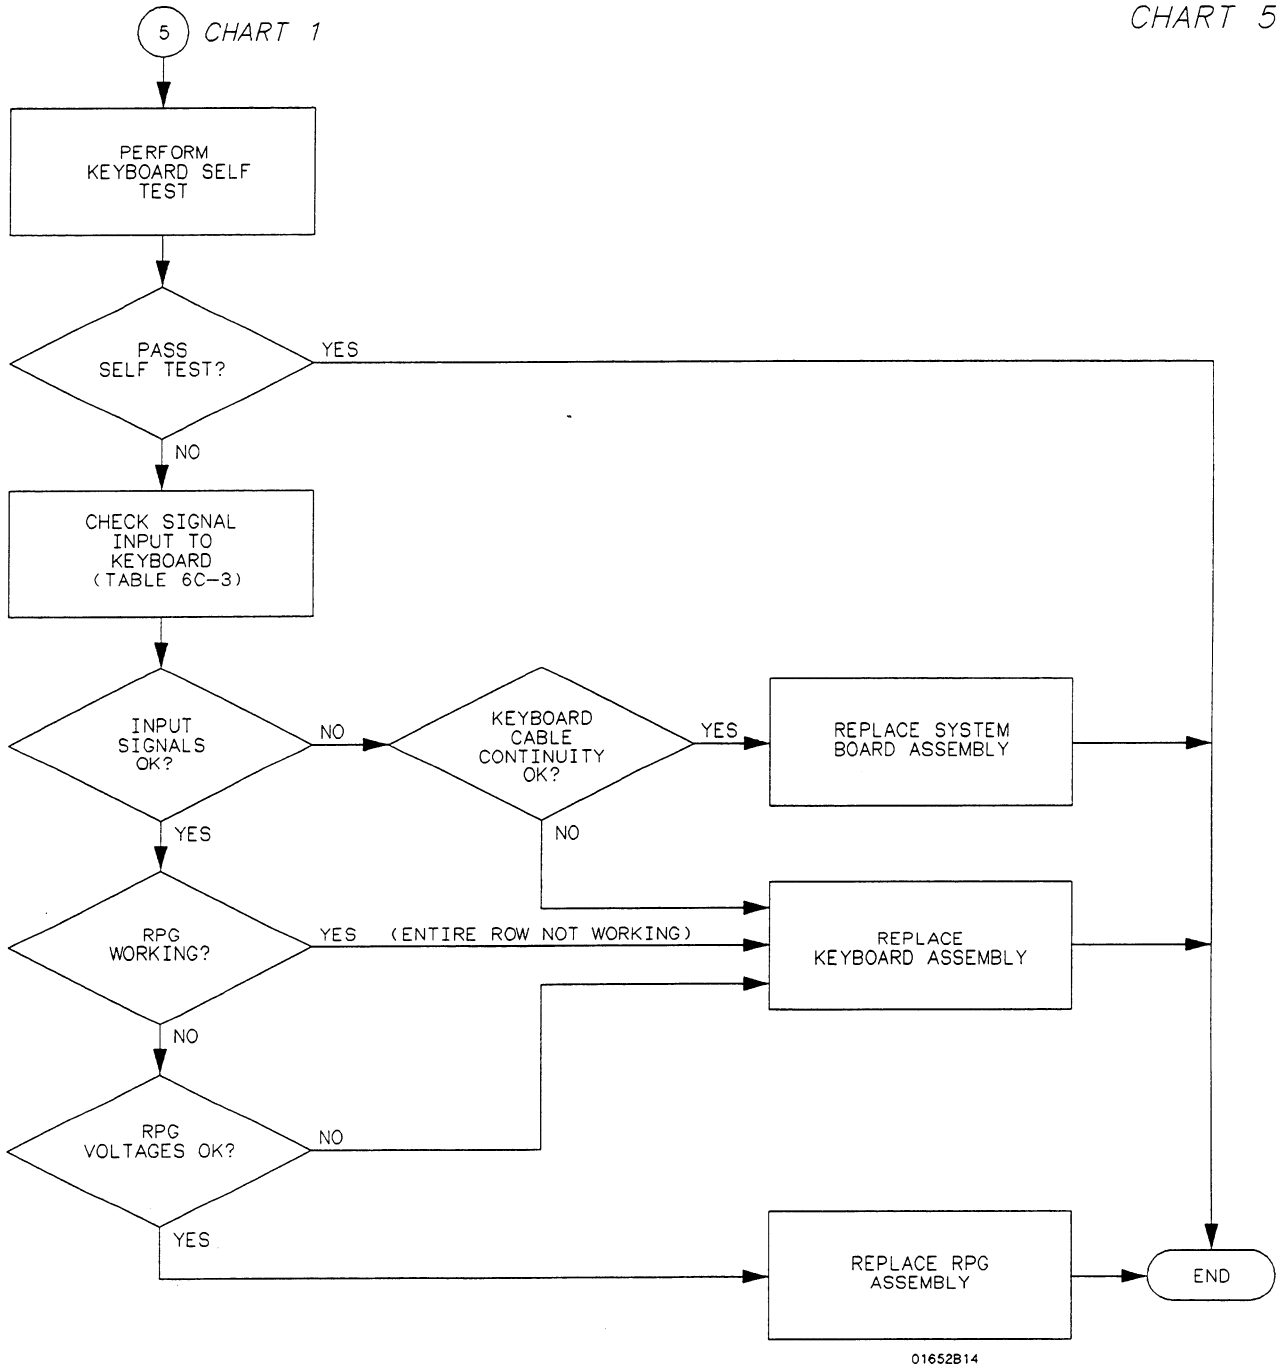 5 CHART 1
CHART 5
PERFORM
KEYBOARD SELF
TEST
PASS
SELF TEST?
YES
NO
CHECK SIGNAL
INPUT TO
KEYBOARD
(TABLE 6C-3)
INPUT
SIGNALS
OK?
NO
KEYBOARD
CABLE
CONTINUITY
OK?
YES
REPLACE SYSTEM
BOARD ASSEMBLY
YES
NO
RPG
WORKING?
YES (ENTIRE ROW NOT WORKING)
REPLACE
KEYBOARD ASSEMBLY
NO
RPG
VOLTAGES OK?
NO
YES
REPLACE RPG
ASSEMBLY
END
01652B14